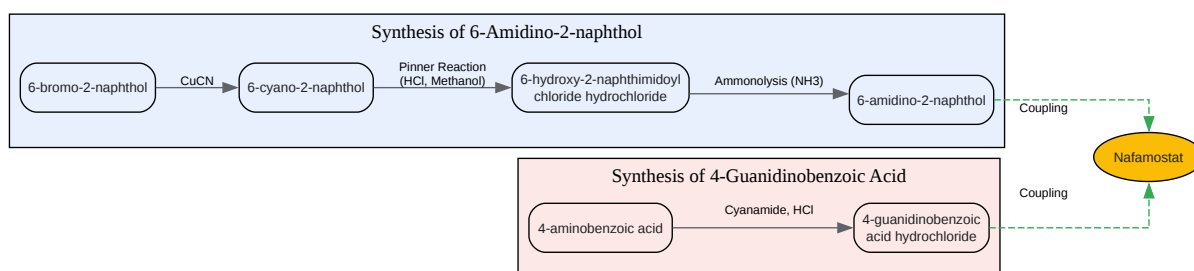 Synthesis of 6-Amidino-2-naphthol
6-bromo-2-naphthol
CuCN
6-cyano-2-naphthol
Pinner Reaction
(HCl, Methanol)
6-hydroxy-2-naphthimidoyl
chloride hydrochloride
Ammonolysis (NH3)
6-amidino-2-naphthol
Coupling
Nafamostat
Synthesis of 4-Guanidinobenzoic Acid
4-aminobenzoic acid
Cyanamide, HCl
4-guanidinobenzoic
acid hydrochloride
Coupling